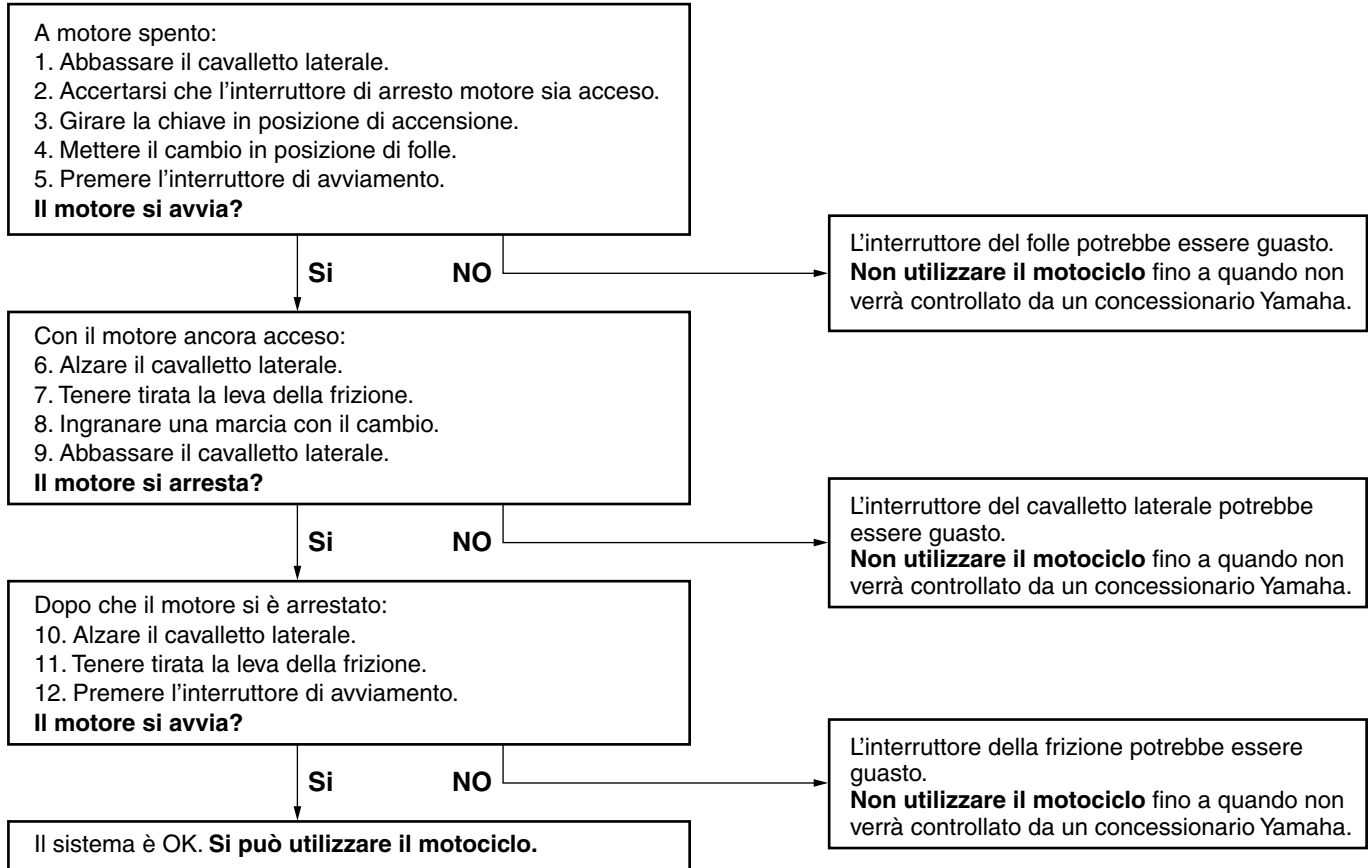 A motore spento:
1. Abbassare il cavalletto laterale.
2. Accertarsi che l'interruttore di arresto motore sia acceso.
3. Girare la chiave in posizione di accensione.
4. Mettere il cambio in posizione di folle.
5. Premere l'interruttore di avviamento.
Il motore si avvia?
Si NO
L'interruttore del folle potrebbe essere guasto.
Non utilizzare il motociclo fino a quando non
verrà controllato da un concessionario Yamaha.
Con il motore ancora acceso:
6. Alzare il cavalletto laterale.
7. Tenere tirata la leva della frizione.
8. Ingranare una marcia con il cambio.
9. Abbassare il cavalletto laterale.
Il motore si arresta?
Si NO
L'interruttore del cavalletto laterale potrebbe
essere guasto.
Non utilizzare il motociclo fino a quando non
verrà controllato da un concessionario Yamaha.
Dopo che il motore si è arrestato:
10. Alzare il cavalletto laterale.
11. Tenere tirata la leva della frizione.
12. Premere l'interruttore di avviamento.
Il motore si avvia?
Si NO
L'interruttore della frizione potrebbe essere
guasto.
Non utilizzare il motociclo fino a quando non
verrà controllato da un concessionario Yamaha.
Il sistema è OK. Si può utilizzare il motociclo.